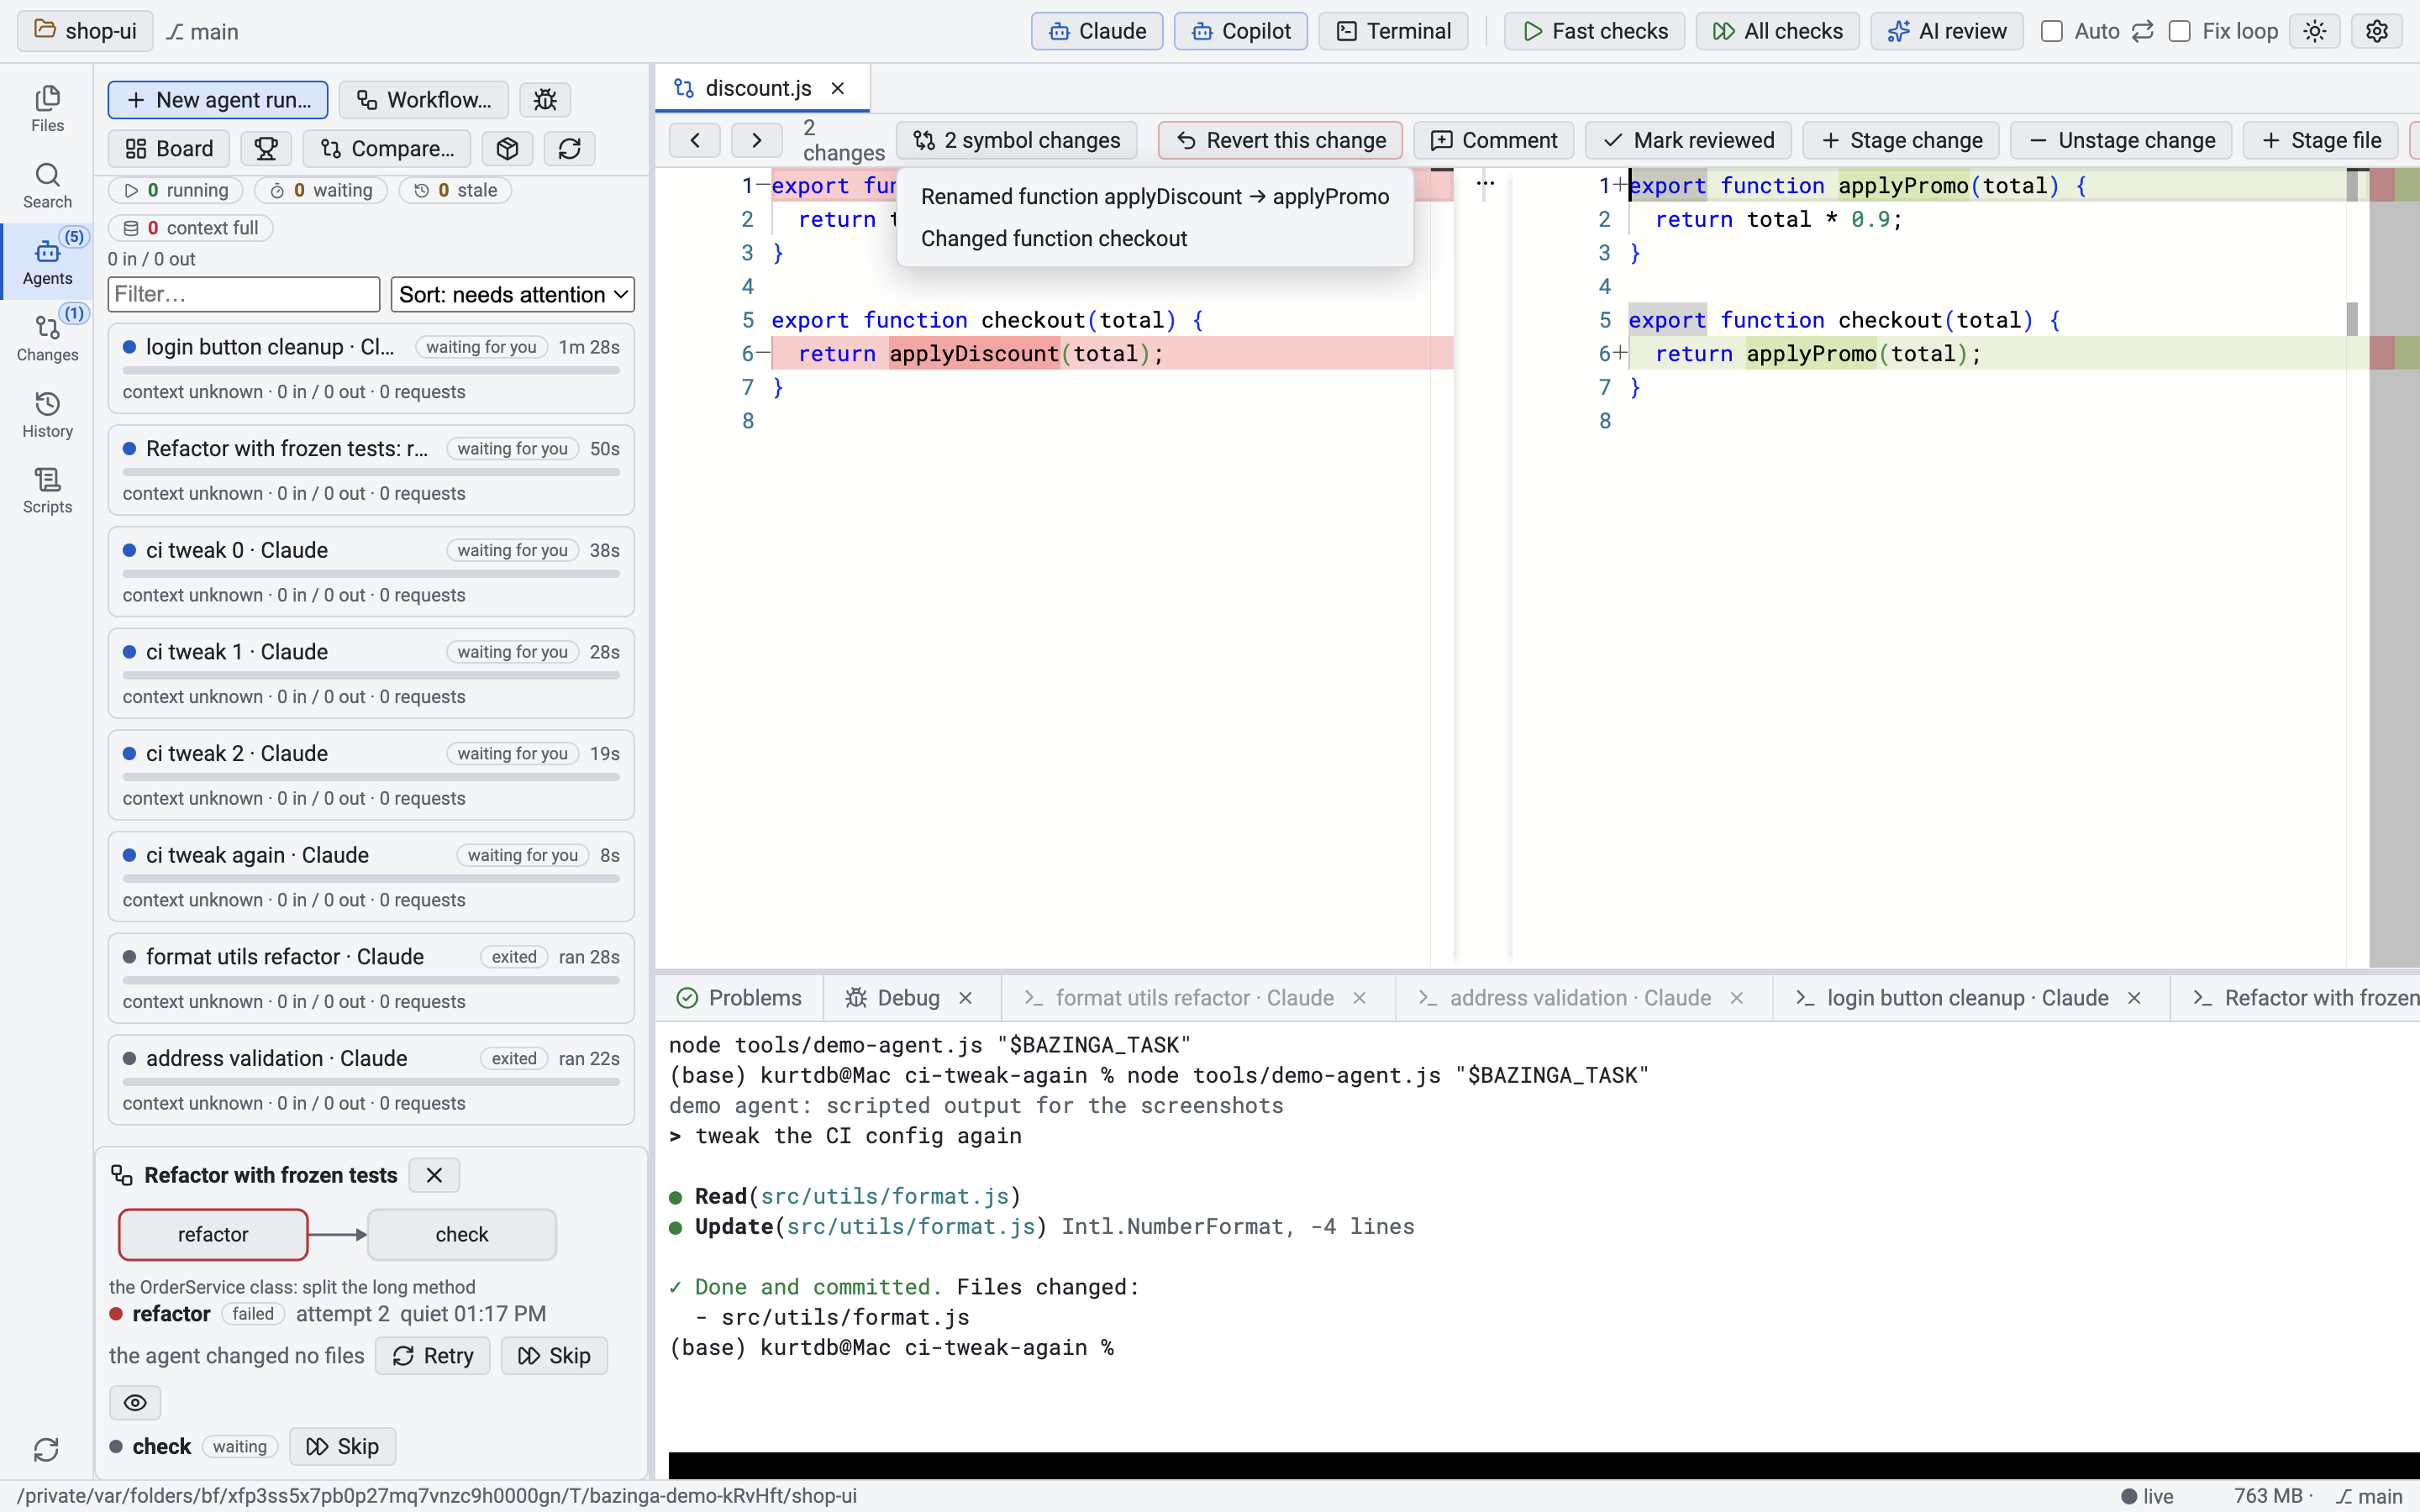 shop-ui main Claude Copilot Terminal Fast checks All checks AI review Auto Fix loop
Files
Search
(5)
Agents
(1)
Changes
History
Scripts
New agent run...
Workflow...
Board
Compare...
0 running
0 waiting
0 stale
0 context full
0 in / 0 out
Filter...
Sort: needs attention
login button cleanup · Cl... waiting for you 1m 28s
context unknown · 0 in / 0 out · 0 requests
Refactor with frozen tests: r... waiting for you 50s
context unknown · 0 in / 0 out · 0 requests
ci tweak 0 · Claude waiting for you 38s
context unknown · 0 in / 0 out · 0 requests
ci tweak 1 · Claude waiting for you 28s
context unknown · 0 in / 0 out · 0 requests
ci tweak 2 · Claude waiting for you 19s
context unknown · 0 in / 0 out · 0 requests
ci tweak again · Claude waiting for you 8s
context unknown · 0 in / 0 out · 0 requests
format utils refactor · Claude exited ran 28s
context unknown · 0 in / 0 out · 0 requests
address validation · Claude exited ran 22s
context unknown · 0 in / 0 out · 0 requests
Refactor with frozen tests
refactor check
the OrderService class: split the long method
refactor failed attempt 2 quiet 01:17 PM
the agent changed no files Retry Skip
check waiting Skip
discount.js
2 changes 2 symbol changes Revert this change Comment Mark reviewed + Stage change − Unstage change + Stage file
Renamed function applyDiscount → applyPromo
Changed function checkout
1− export fun
2 return t
3 }
4
5 export function checkout(total) {
6− return applyDiscount(total);
7 }
8
...
1+ export function applyPromo(total) {
2 return total * 0.9;
3 }
4
5 export function checkout(total) {
6+ return applyPromo(total);
7 }
8
Problems Debug format utils refactor · Claude address validation · Claude login button cleanup · Claude Refactor with frozen
node tools/demo-agent.js "$BAZINGA_TASK"
(base) kurtdb@Mac ci-tweak-again % node tools/demo-agent.js "$BAZINGA_TASK"
demo agent: scripted output for the screenshots
> tweak the CI config again
● Read(src/utils/format.js)
● Update(src/utils/format.js) Intl.NumberFormat, -4 lines
✓ Done and committed. Files changed:
- src/utils/format.js
(base) kurtdb@Mac ci-tweak-again %
/private/var/folders/bf/xfp3ss5x7pb0p27mq7vnzc9h0000gn/T/bazinga-demo-kRvHft/shop-ui live 763 MB · main